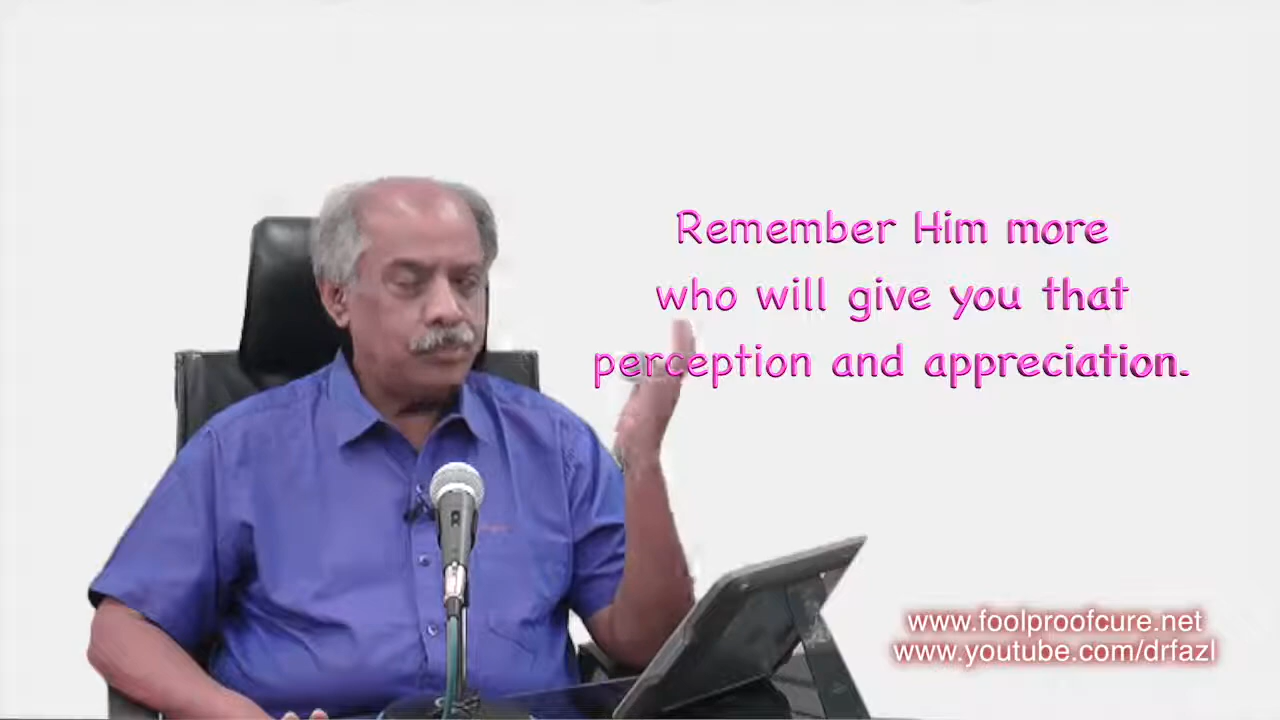 Remember Him more
who will give you that
perception and appreciation.
www.foolproofcure.net
www.youtube.com/drfazl